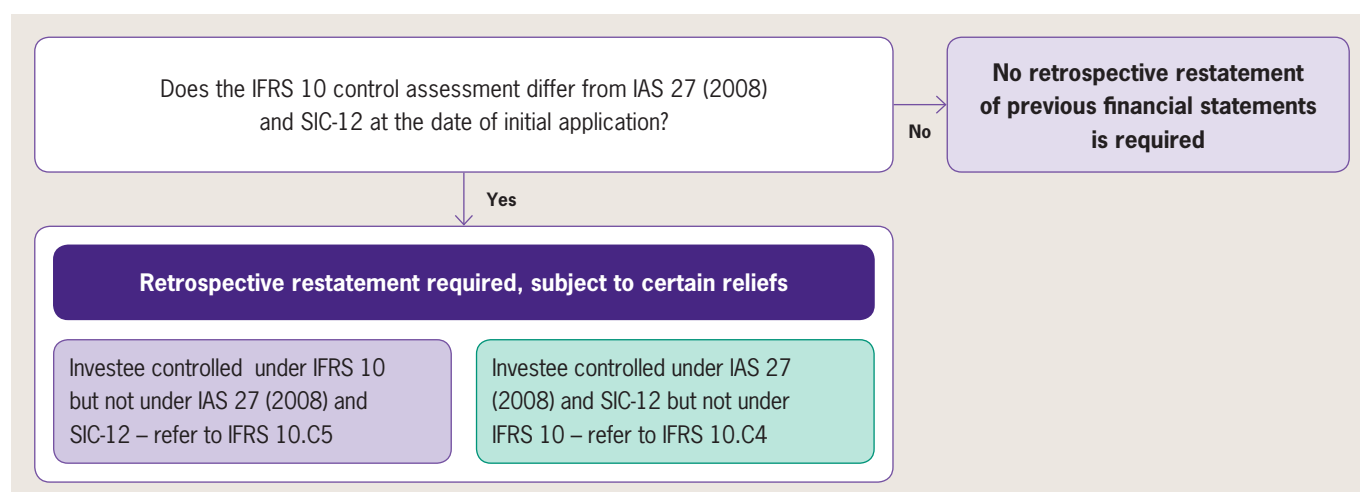 Does the IFRS 10 control assessment differ from IAS 27 (2008)
and SIC-12 at the date of initial application?
No
No retrospective restatement
of previous financial statements
is required
Yes
Retrospective restatement required, subject to certain reliefs
Investee controlled under IFRS 10
but not under IAS 27 (2008) and
SIC-12 – refer to IFRS 10.C5
Investee controlled under IAS 27
(2008) and SIC-12 but not under
IFRS 10 – refer to IFRS 10.C4